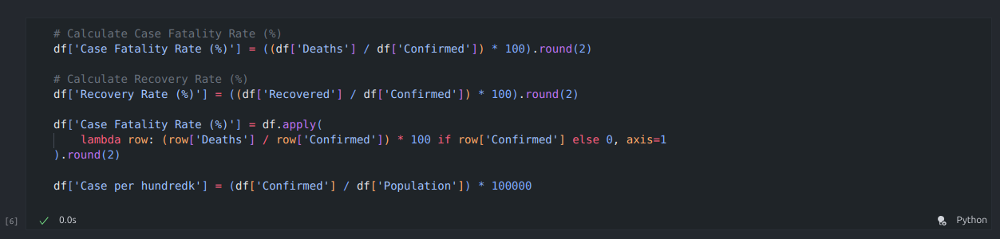 # Calculate Case Fatality Rate (%)
df['Case Fatality Rate (%)'] = ((df['Deaths'] / df['Confirmed']) * 100).round(2)
# Calculate Recovery Rate (%)
df['Recovery Rate (%)'] = ((df['Recovered'] / df['Confirmed']) * 100).round(2)
df['Case Fatality Rate (%)'] = df.apply(
    lambda row: (row['Deaths'] / row['Confirmed']) * 100 if row['Confirmed'] else 0, axis=1
).round(2)
df['Case per hundredk'] = (df['Confirmed'] / df['Population']) * 100000
[6] 0.0s Python